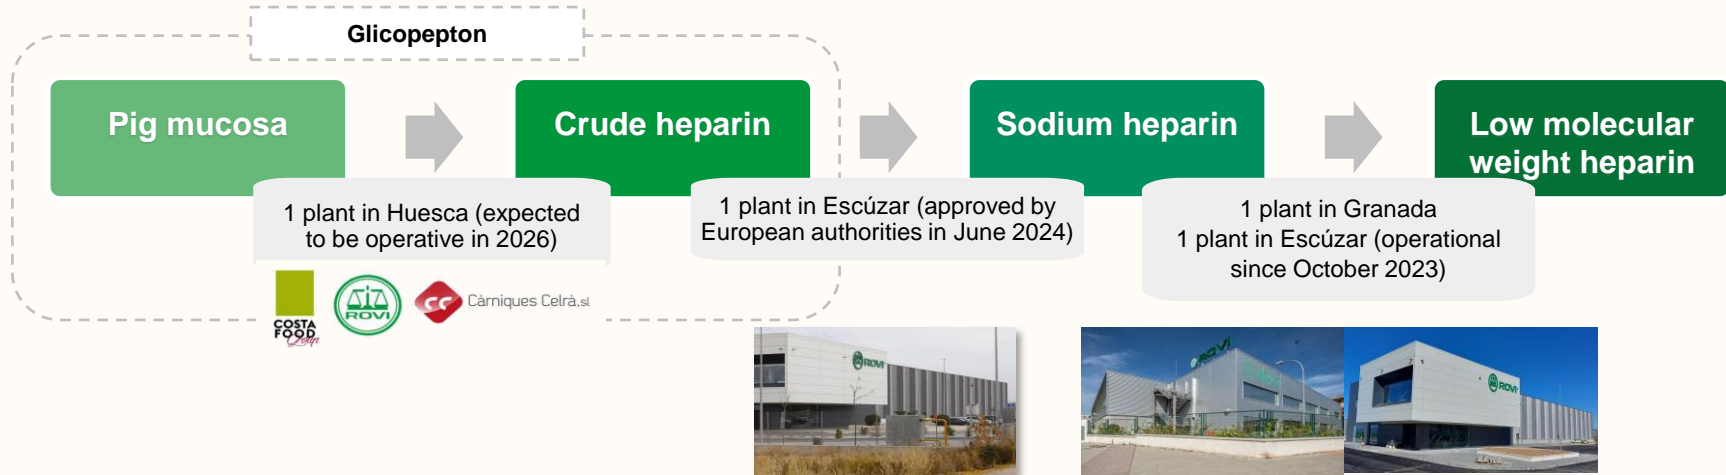 Glicopepton
Pig mucosa
Crude heparin
Sodium heparin
Low molecular
weight heparin
1 plant in Huesca (expected
to be operative in 2026)
1 plant in Escúzar (approved by
European authorities in June 2024)
1 plant in Granada
1 plant in Escúzar (operational
since October 2023)
COSTA
FOOD
Group
ROVI
CC
Càrniques Celrà,sl
ROVI
ROVI
ROVI